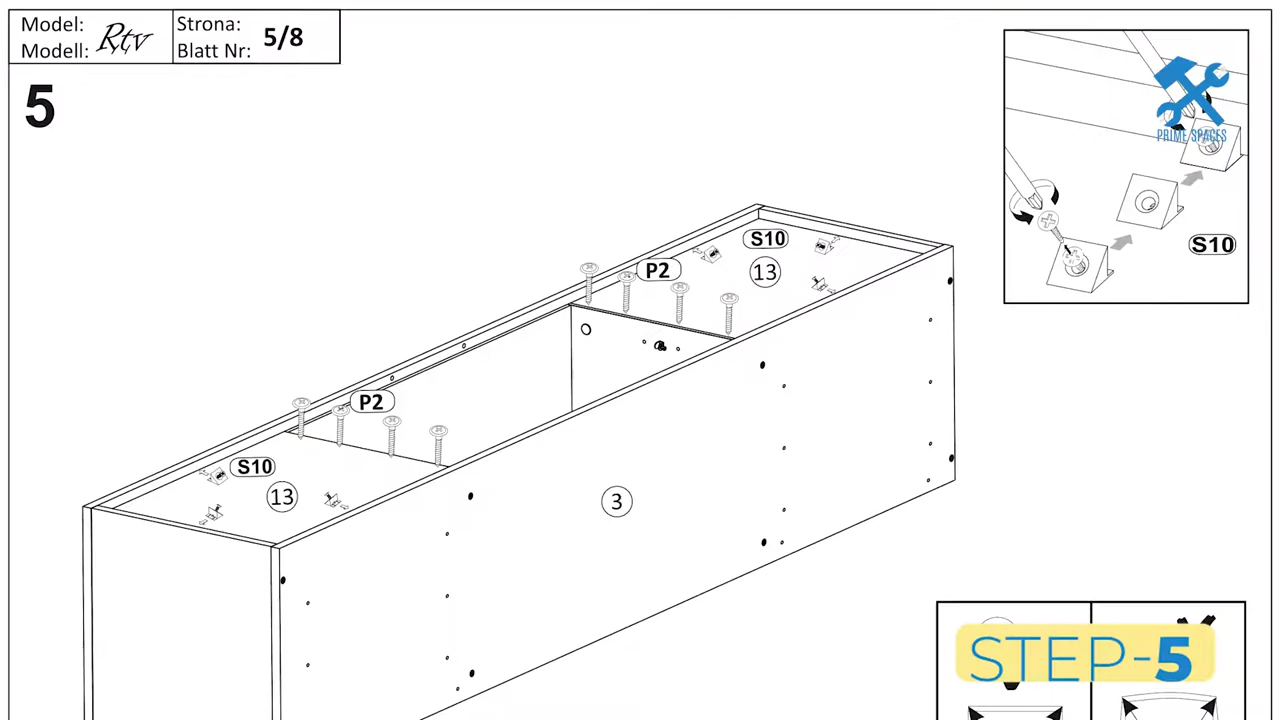 Model: Rtv
Modell:
Strona: 5/8
Blatt Nr:
5
PRIME SPACES
S10
S10
P2
13
P2
S10
13
3
STEP-5